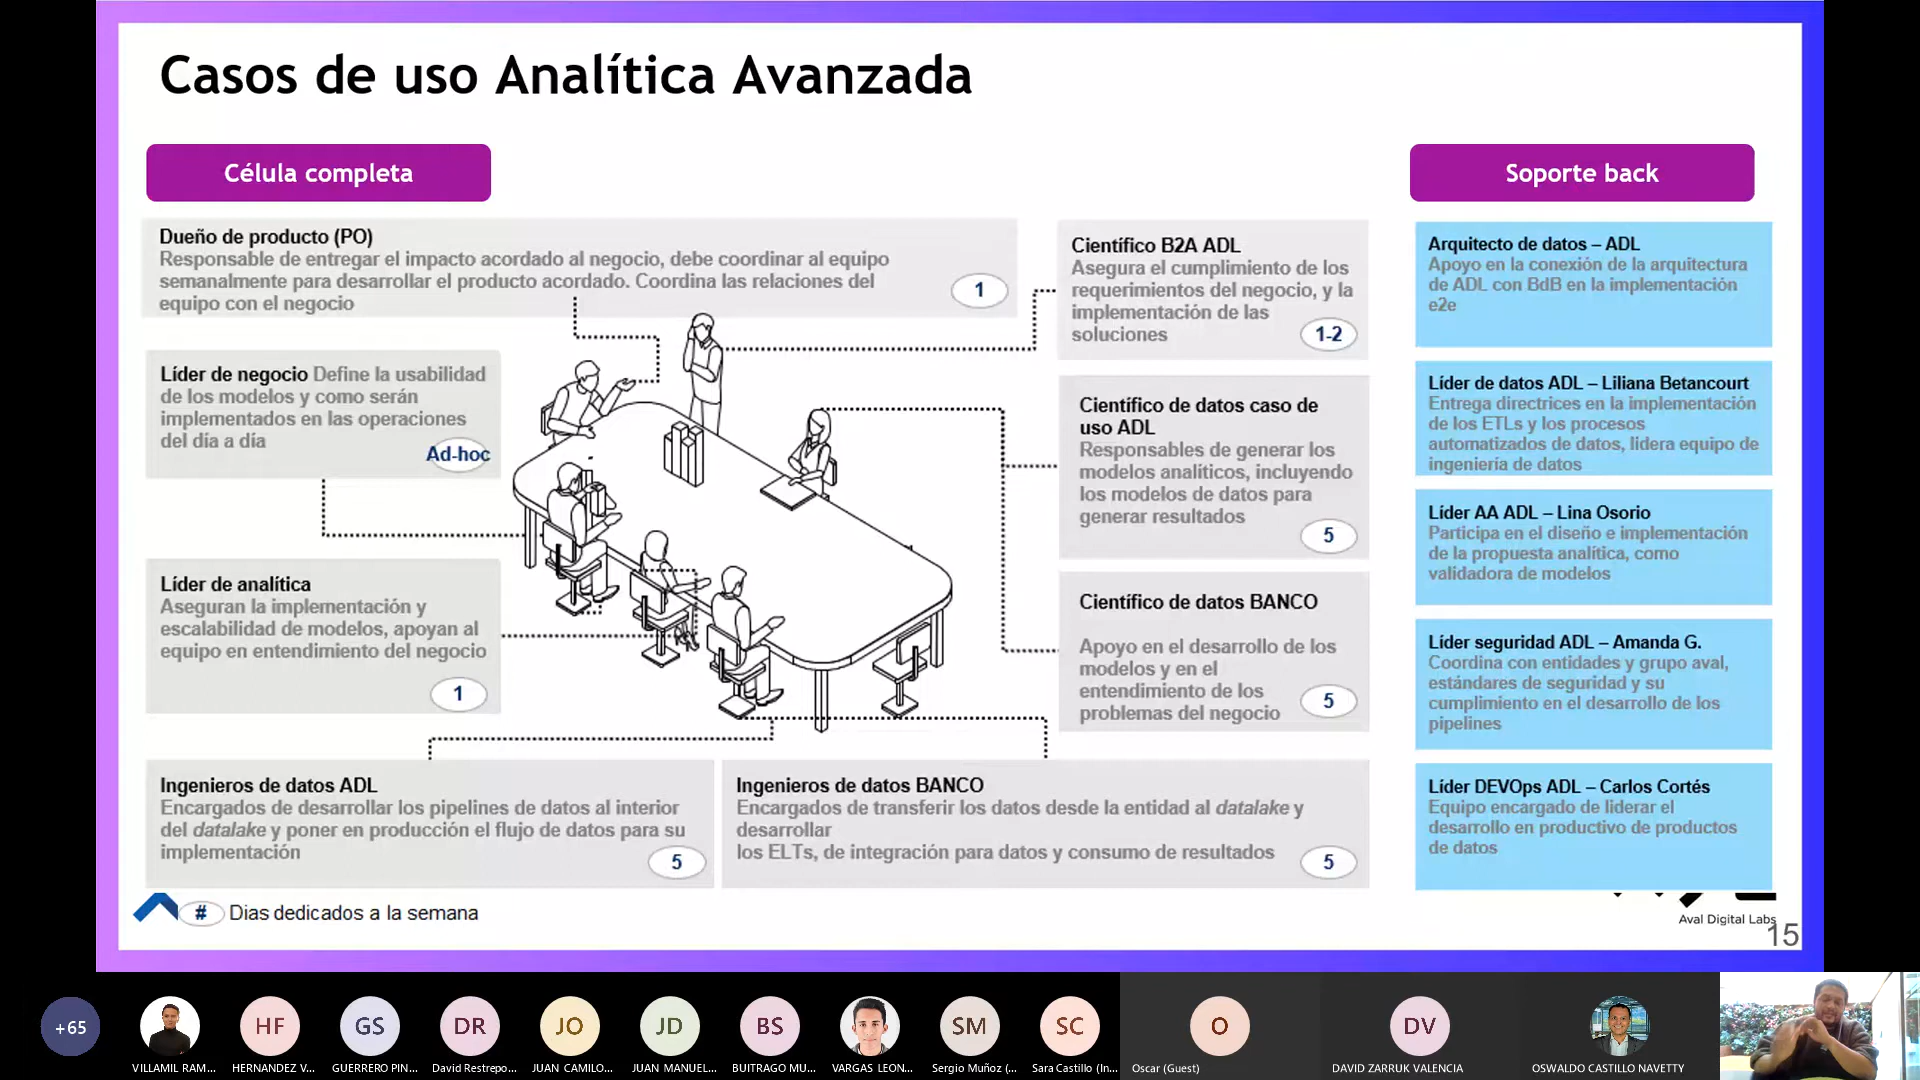 Casos de uso Analítica Avanzada
Célula completa
Soporte back
Dueño de producto (PO)
Responsable de entregar el impacto acordado al negocio, debe coordinar al equipo
semanalmente para desarrollar el producto acordado. Coordina las relaciones del
equipo con el negocio
1
Líder de negocio Define la usabilidad
de los modelos y como serán
implementados en las operaciones
del día a día
Ad-hoc
Líder de analítica
Aseguran la implementación y
escalabilidad de modelos, apoyan al
equipo en entendimiento del negocio
1
Científico B2A ADL
Asegura el cumplimiento de los
requerimientos del negocio, y la
implementación de las
soluciones
1-2
Científico de datos caso de
uso ADL
Responsables de generar los
modelos analíticos, incluyendo
los modelos de datos para
generar resultados
5
Científico de datos BANCO
Apoyo en el desarrollo de los
modelos y en el
entendimiento de los
problemas del negocio
5
Ingenieros de datos ADL
Encargados de desarrollar los pipelines de datos al interior
del datalake y poner en producción el flujo de datos para su
implementación
5
Ingenieros de datos BANCO
Encargados de transferir los datos desde la entidad al datalake y
desarrollar
los ELTs, de integración para datos y consumo de resultados
5
Arquitecto de datos – ADL
Apoyo en la conexión de la arquitectura
de ADL con BdB en la implementación
e2e
Líder de datos ADL – Liliana Betancourt
Entrega directrices en la implementación
de los ETLs y los procesos
automatizados de datos, lidera equipo de
ingeniería de datos
Líder AA ADL – Lina Osorio
Participa en el diseño e implementación
de la propuesta analítica, como
validadora de modelos
Líder seguridad ADL – Amanda G.
Coordina con entidades y grupo aval,
estándares de seguridad y su
cumplimiento en el desarrollo de los
pipelines
Líder DEVOps ADL – Carlos Cortés
Equipo encargado de liderar el
desarrollo en productivo de productos
de datos
# Dias dedicados a la semana
Aval Digital Labs
15
+65
HF
GS
DR
JO
JD
BS
SM
SC
O
DV
VILLAMIL RAM...
HERNANDEZ V...
GUERRERO PIN...
David Restrepo...
JUAN CAMILO...
JUAN MANUEL...
BUITRAGO MU...
VARGAS LEON...
Sergio Muñoz (...
Sara Castillo (In...
Oscar (Guest)
DAVID ZARRUK VALENCIA
OSWALDO CASTILLO NAVETTY